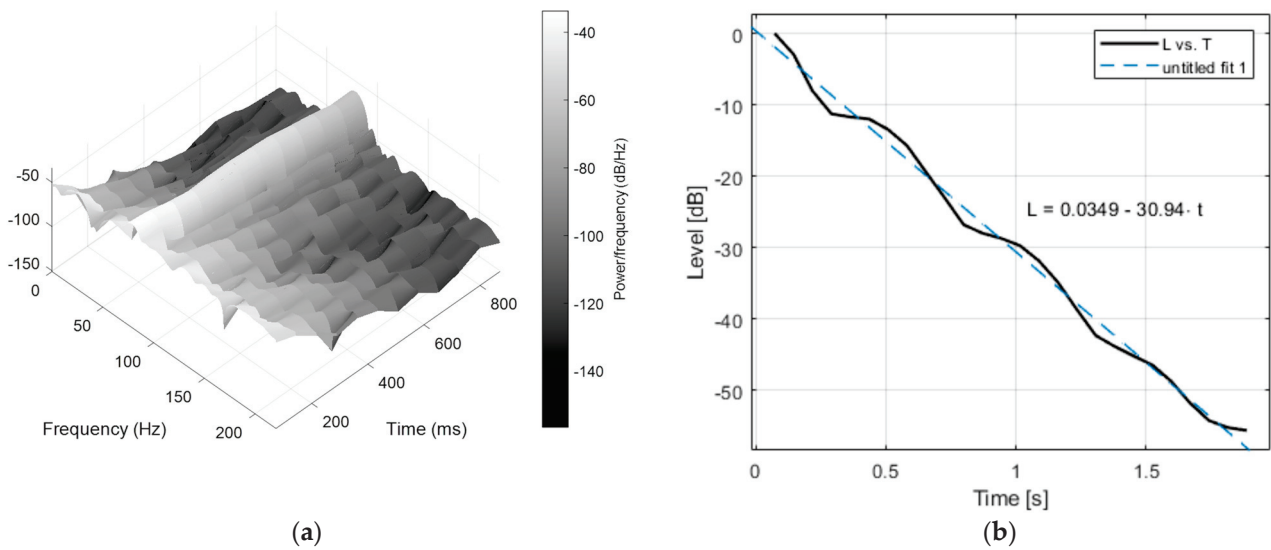 -50
-100
-150
0
50
100
150
200
Frequency (Hz)
200
400
600
800
Time (ms)
-40
-60
-80
-100
-120
-140
Power/frequency (dB/Hz)
(a)
0
-10
-20
-30
-40
-50
Level [dB]
L vs. T
untitled fit 1
L = 0.0349 - 30.94· t
0
0.5
1
1.5
Time [s]
(b)